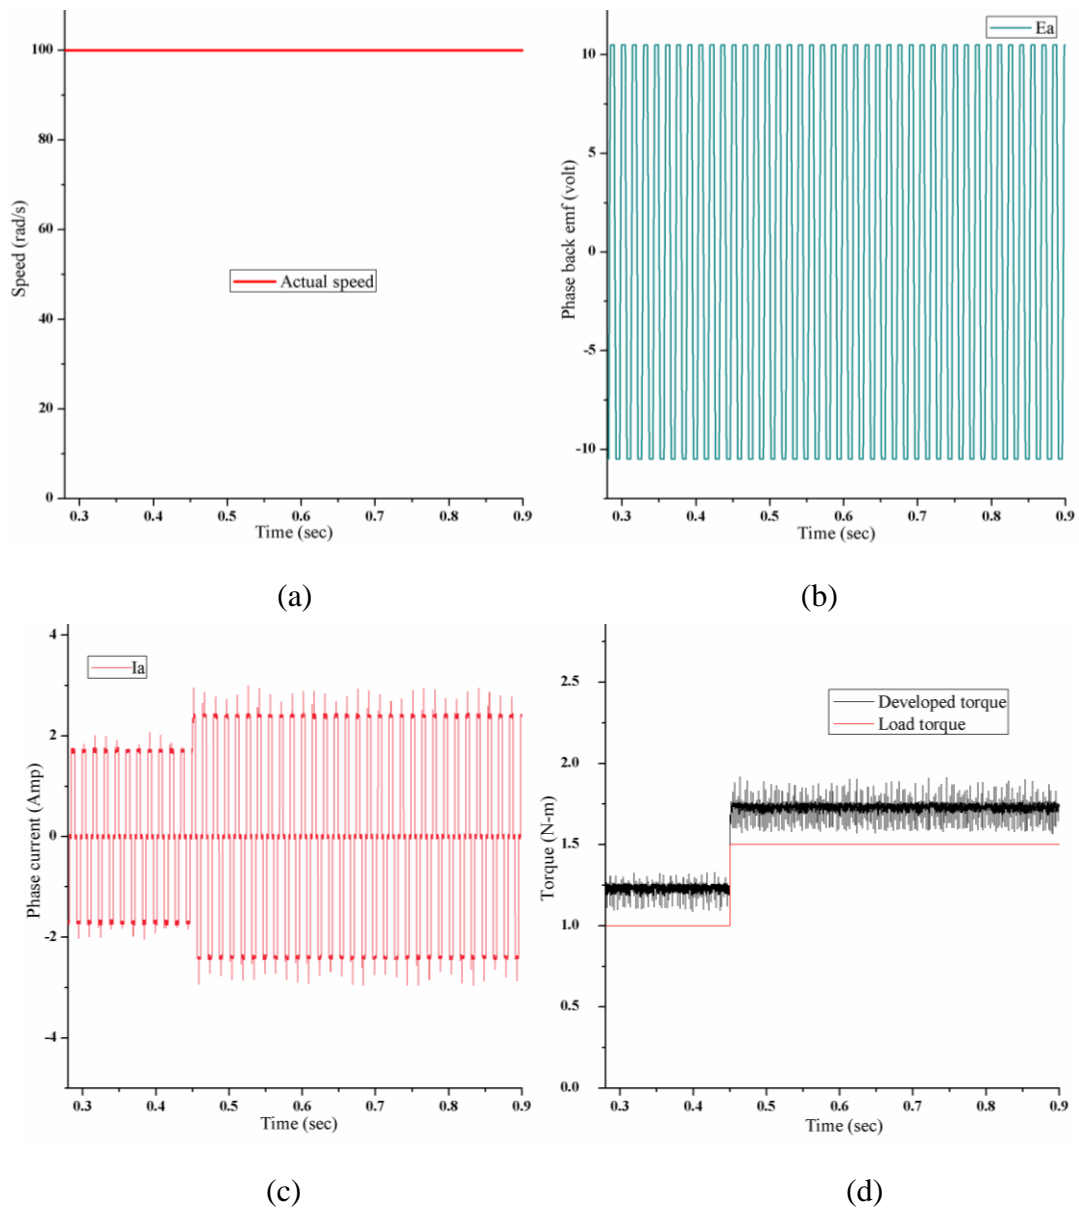 100
80
60
40
20
0
Speed (rad/s)
Actual speed
0.3 0.4 0.5 0.6 0.7 0.8 0.9
Time (sec)
(a)
Ea
10
5
0
-5
-10
Phase back emf (volt)
0.3 0.4 0.5 0.6 0.7 0.8 0.9
Time (sec)
(b)
4
2
0
-2
-4
Phase current (Amp)
Ia
0.3 0.4 0.5 0.6 0.7 0.8 0.9
Time (sec)
(c)
2.5
2.0
1.5
1.0
0.5
0.0
Torque (N-m)
Developed torque
Load torque
0.3 0.4 0.5 0.6 0.7 0.8 0.9
Time (sec)
(d)